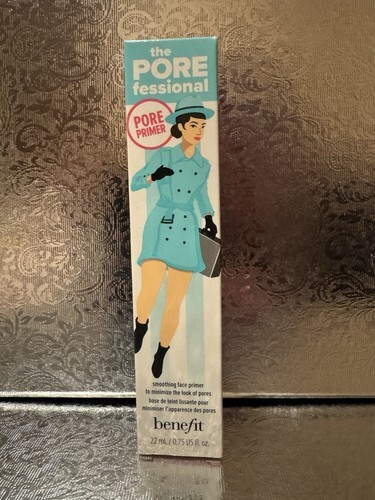 the
PORE
fessional
PORE
PRIMER
smoothing face primer
to minimize the look of pores
base de teint lissante pour
minimiser l'apparence des pores
benefit
22 mL / 0.75 US fl. oz.